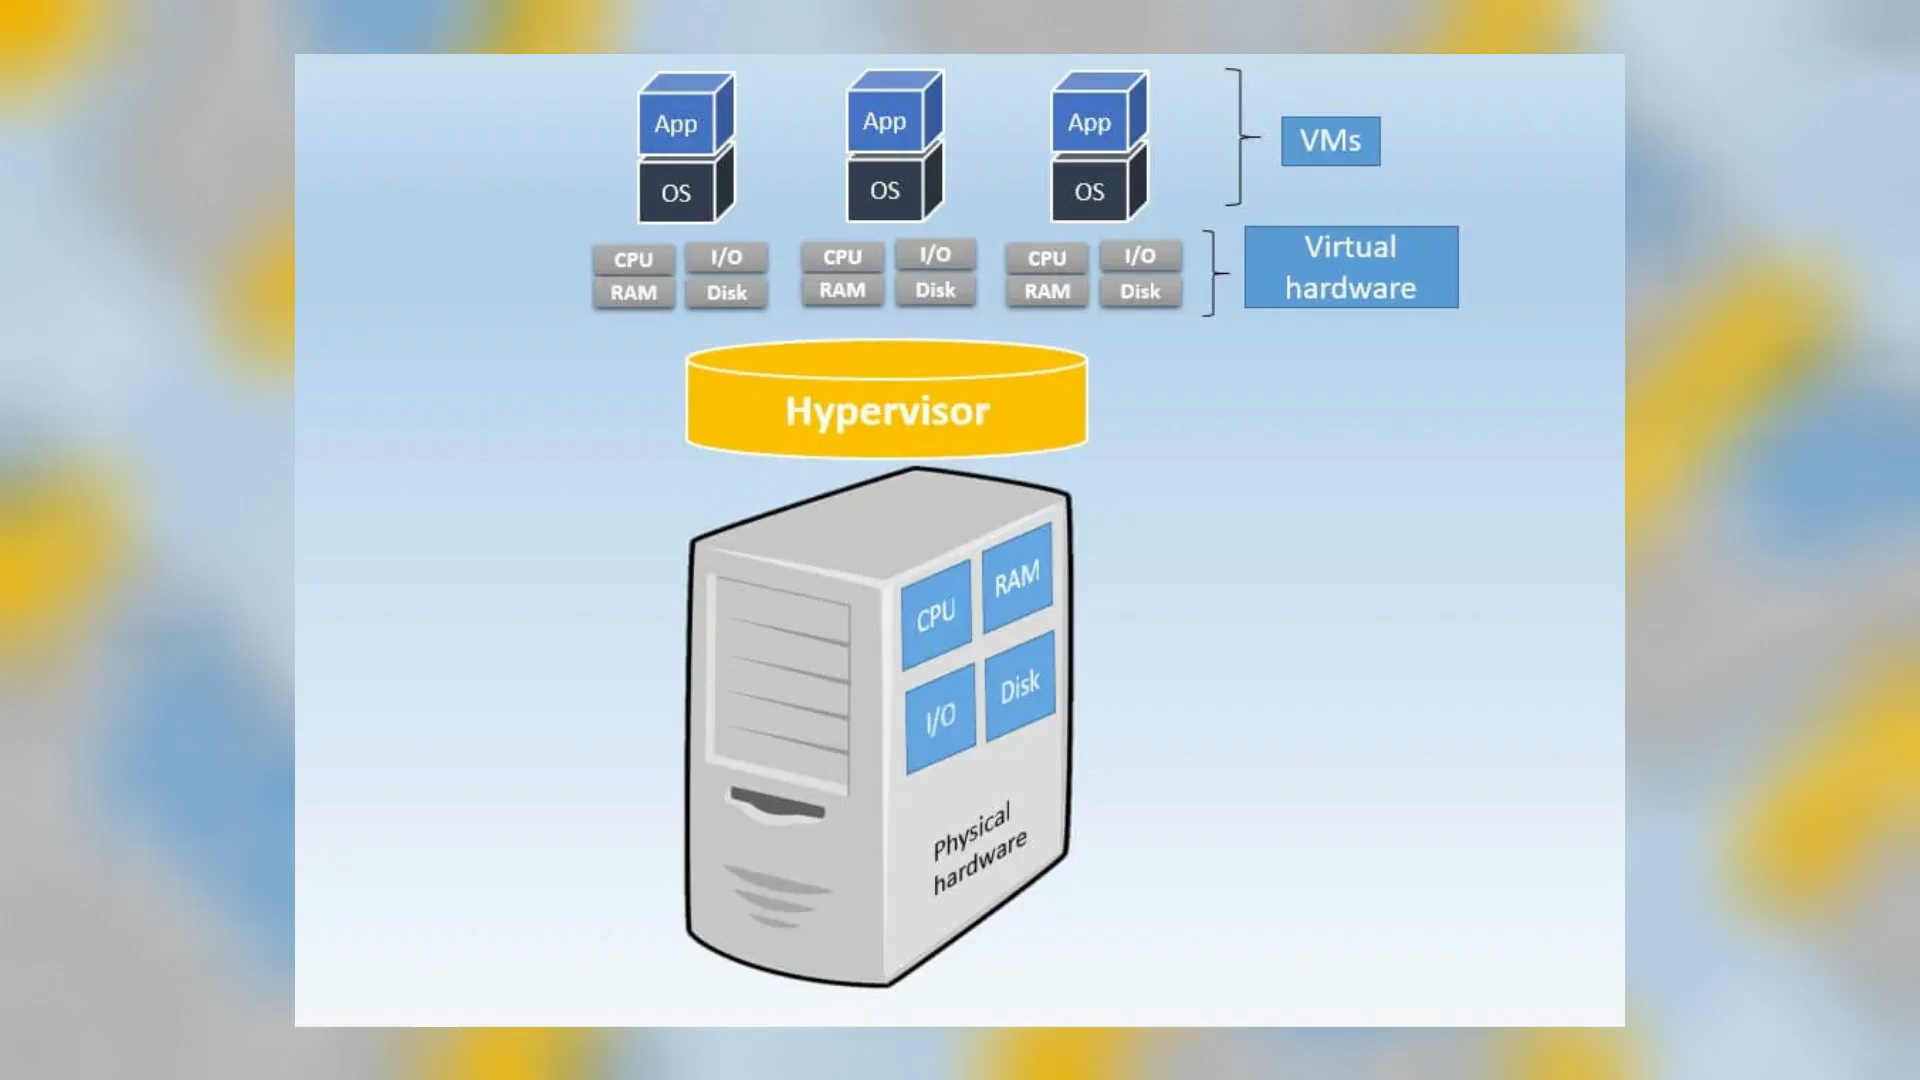 App
App
App
VMs
OS
OS
OS
CPU
I/O
CPU
I/O
CPU
I/O
RAM
Disk
RAM
Disk
RAM
Disk
Virtual
hardware
Hypervisor
CPU
RAM
I/O
Disk
Physical
hardware